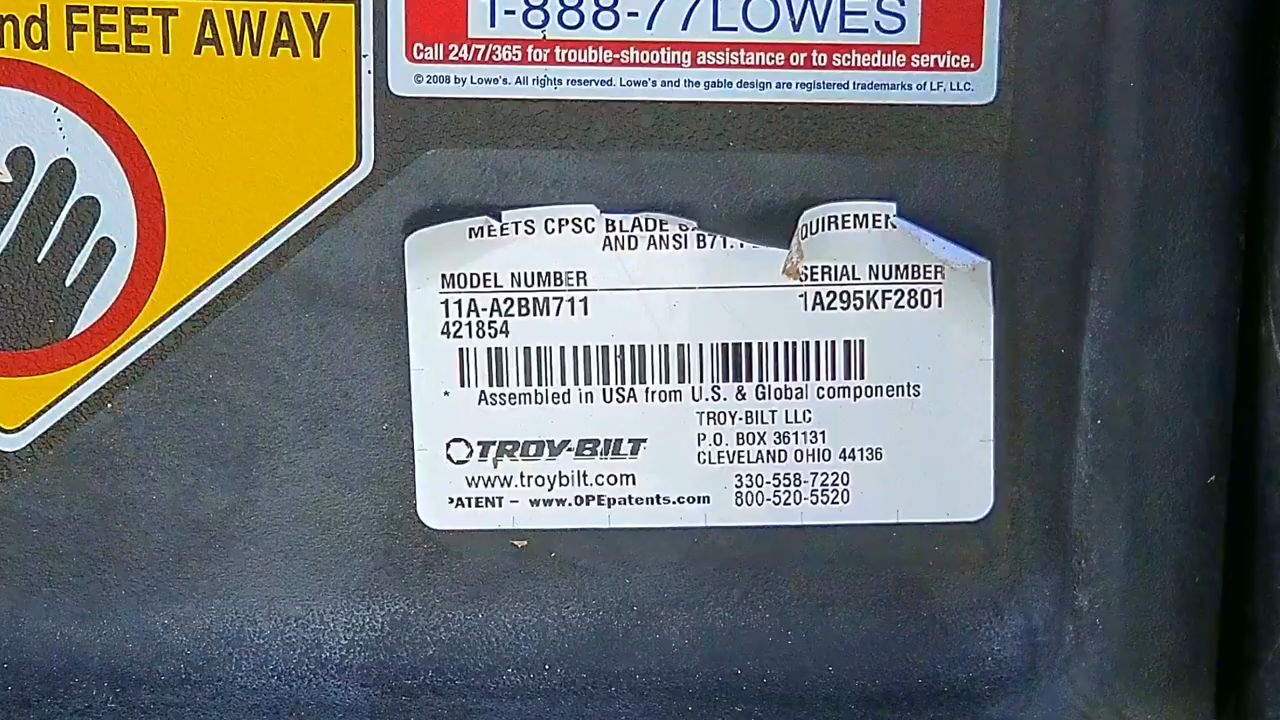 nd FEET AWAY
1-888-77LOWES
Call 24/7/365 for trouble-shooting assistance or to schedule service.
© 2008 by Lowe's. All rights reserved. Lowe's and the gable design are registered trademarks of LF, LLC.
MEETS CPSC BLADE
QUIREMEN
AND ANSI B71.1
MODEL NUMBER
SERIAL NUMBER
11A-A2BM711
1A295KF2801
421854
* Assembled in USA from U.S. & Global components
TROY-BILT LLC
P.O. BOX 361131
CLEVELAND OHIO 44136
TROY-BILT
www.troybilt.com
330-558-7220
PATENT - www.OPEpatents.com
800-520-5520